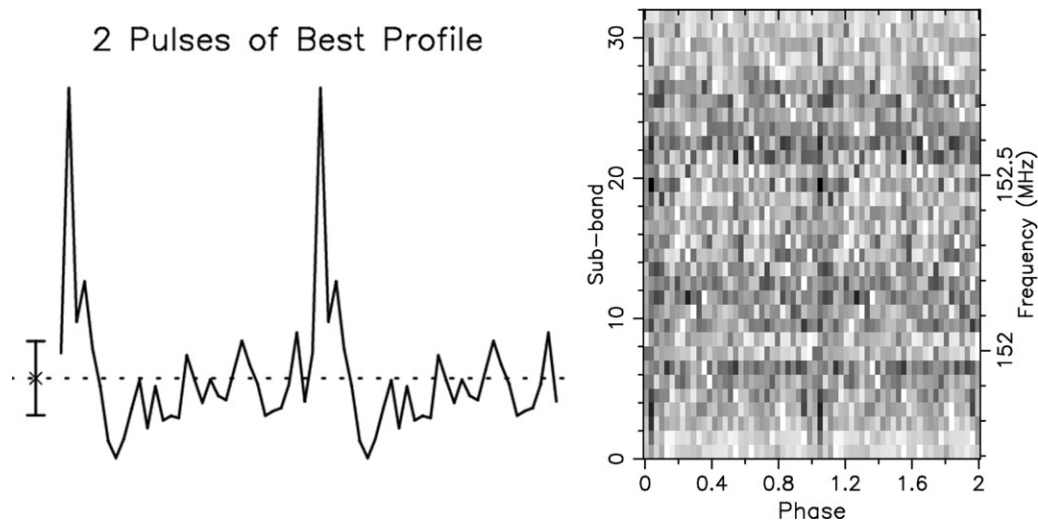 2 Pulses of Best Profile
30
20
10
0
Sub-band
0 0.4 0.8 1.2 1.6 2
Phase
152.5
152
Frequency (MHz)